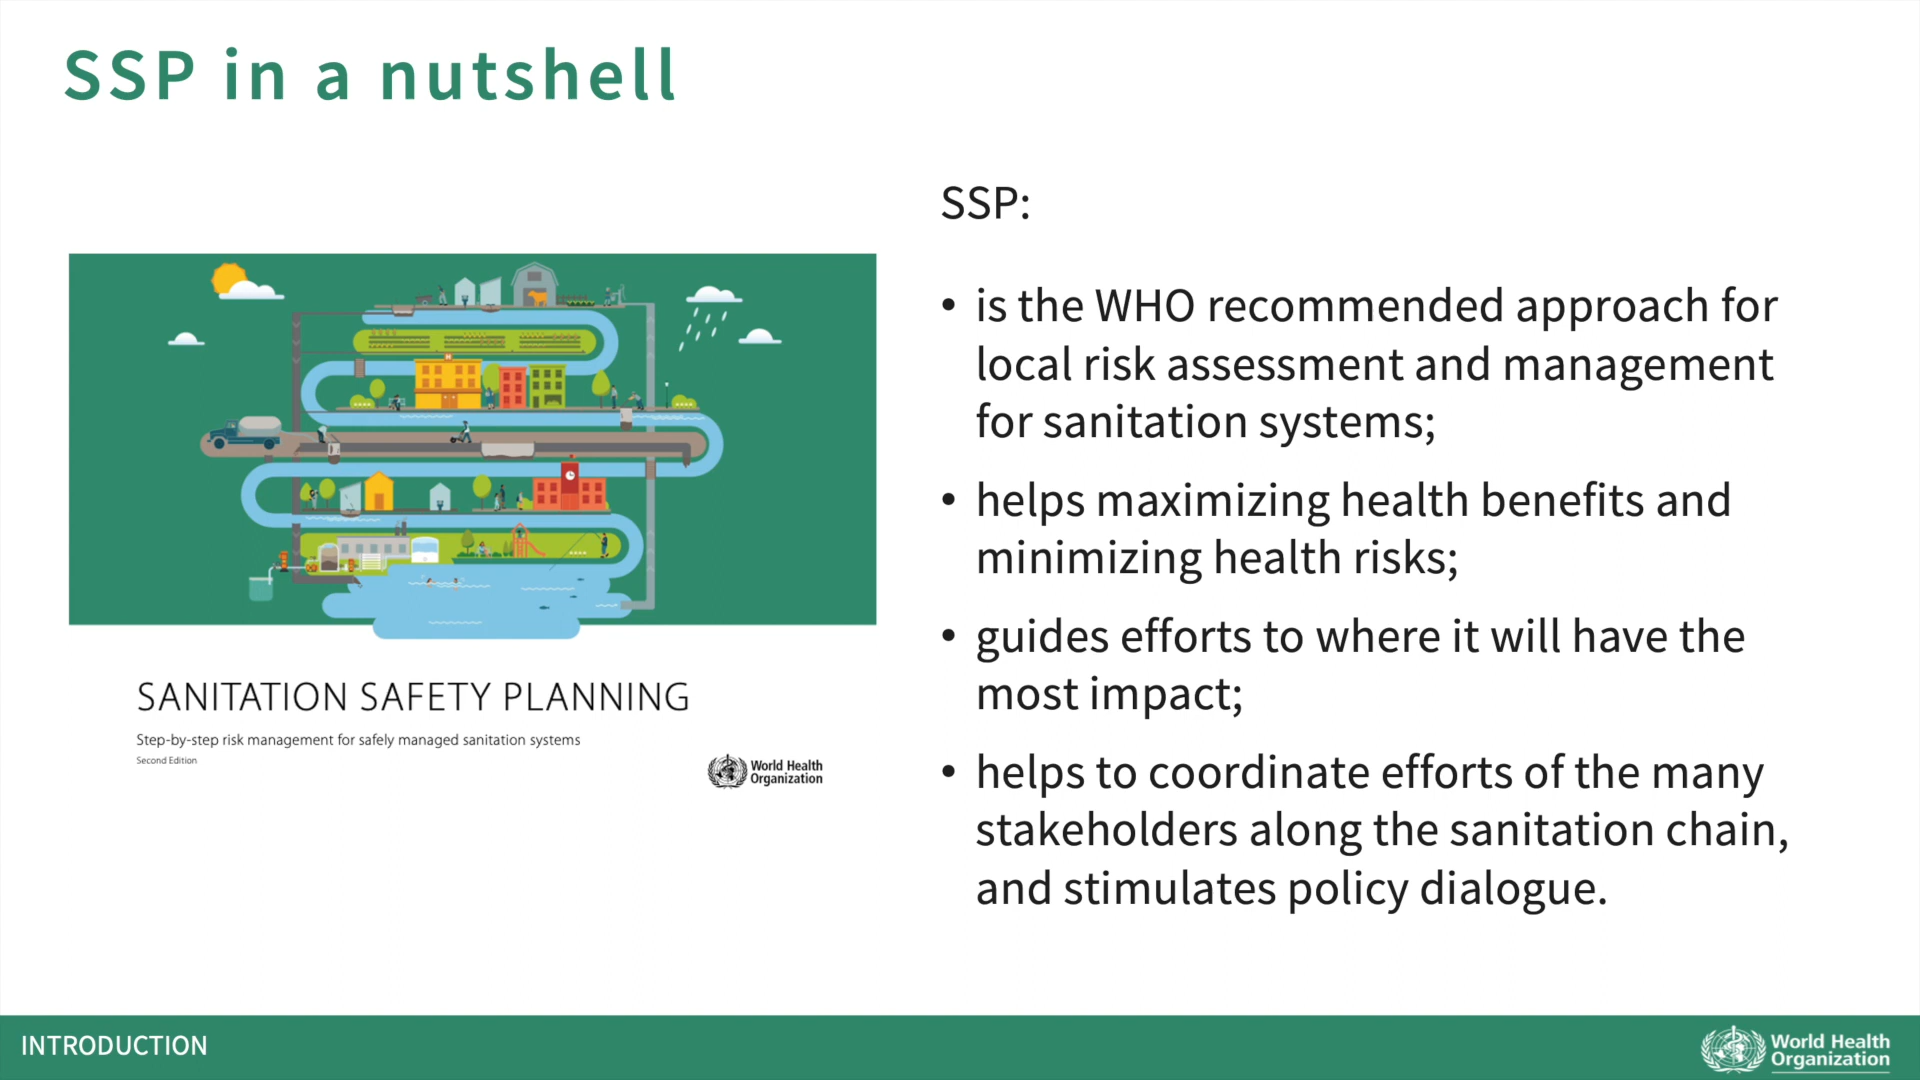 SSP in a nutshell
SANITATION SAFETY PLANNING
Step-by-step risk management for safely managed sanitation systems
Second Edition
World Health
Organization
SSP:
• is the WHO recommended approach for
local risk assessment and management
for sanitation systems;
• helps maximizing health benefits and
minimizing health risks;
• guides efforts to where it will have the
most impact;
• helps to coordinate efforts of the many
stakeholders along the sanitation chain,
and stimulates policy dialogue.
INTRODUCTION
World Health
Organization